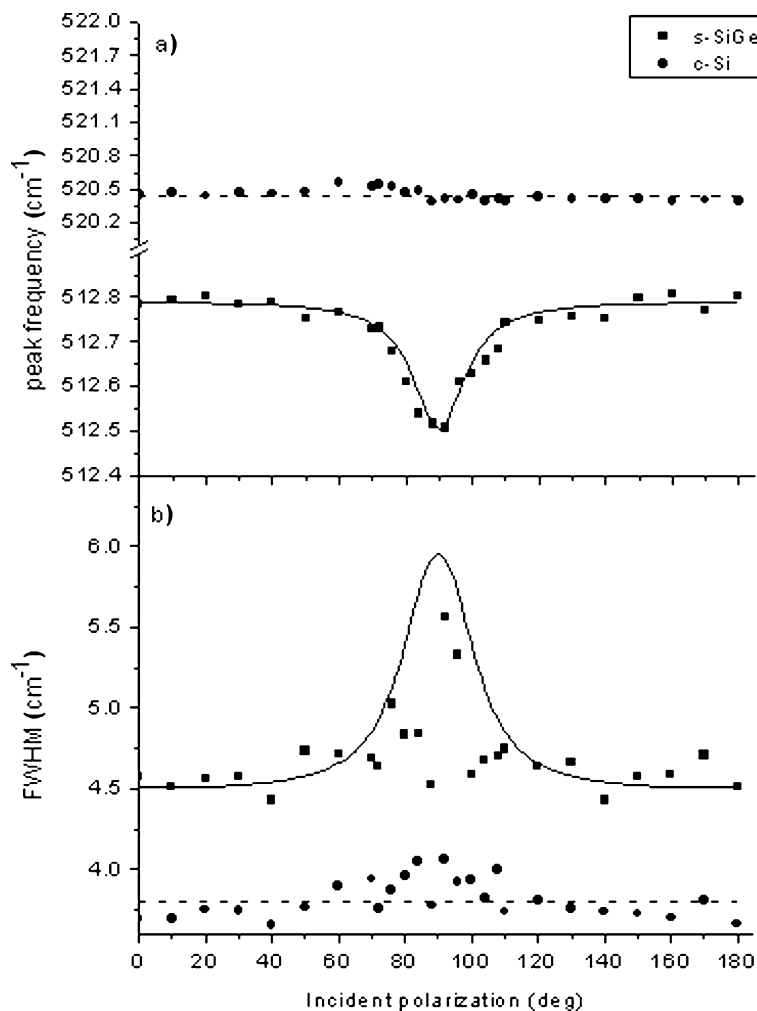 522.0
521.7
521.4
521.1
520.8
520.5
520.2
512.8
512.7
512.6
512.5
512.4
peak frequency (cm-1)
a)
s-SiGe
c-Si
b)
6.0
5.5
5.0
4.5
4.0
FWHM (cm-1)
0 20 40 60 80 100 120 140 160 180
Incident polarization (deg)